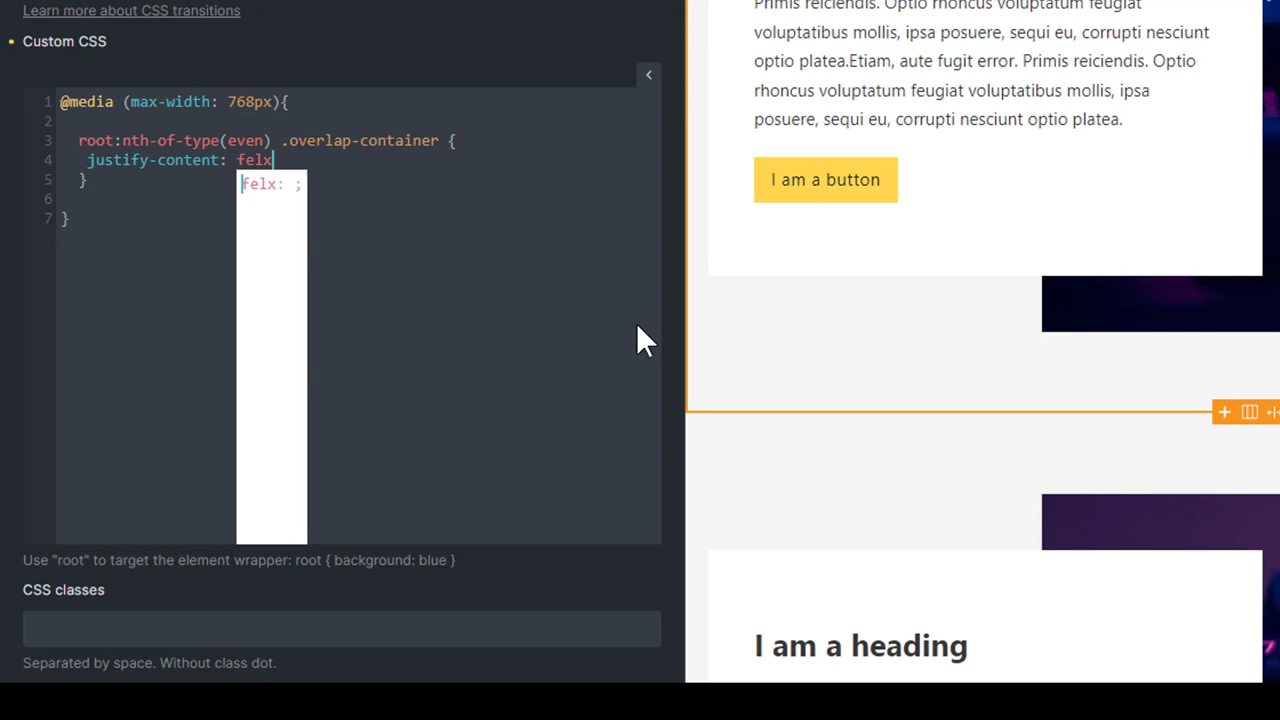 Learn more about CSS transitions
Custom CSS
1 @media (max-width: 768px){
2
3 root:nth-of-type(even) .overlap-container {
4 justify-content: felx
felx: ;
5 }
6
7 }
Use "root" to target the element wrapper: root { background: blue }
CSS classes
Separated by space. Without class dot.
Primis reiciendis. Optio rhoncus voluptatum feugiat
voluptatibus mollis, ipsa posuere, sequi eu, corrupti nesciunt
optio platea.Etiam, aute fugit error. Primis reiciendis. Optio
rhoncus voluptatum feugiat voluptatibus mollis, ipsa
posuere, sequi eu, corrupti nesciunt optio platea.
I am a button
I am a heading